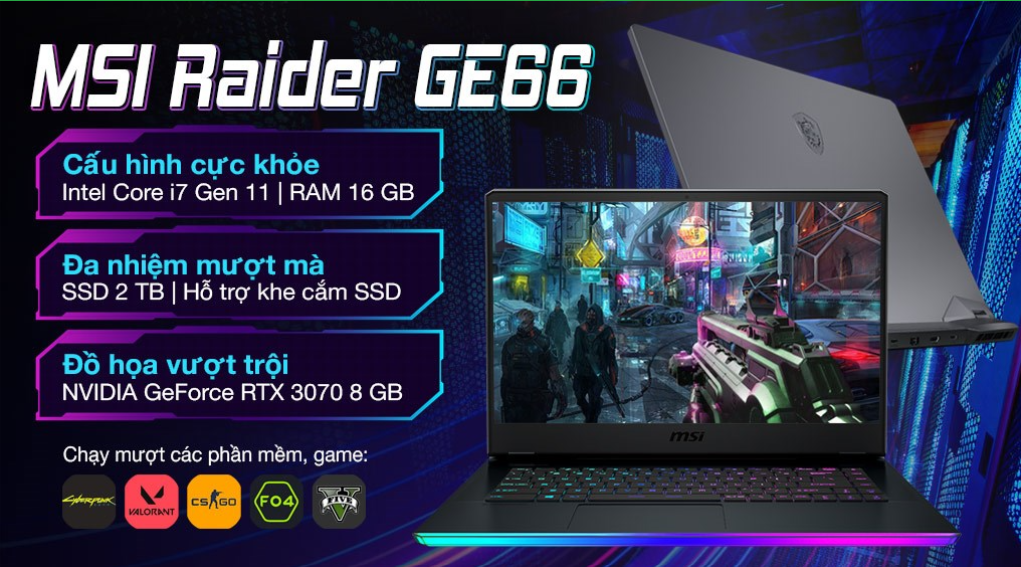 MSI Raider GE66
Cấu hình cực khỏe
Intel Core i7 Gen 11 | RAM 16 GB
Đa nhiệm mượt mà
SSD 2 TB | Hỗ trợ khe cắm SSD
Đồ họa vượt trội
NVIDIA GeForce RTX 3070 8 GB
Chạy mượt các phần mềm, game:
Cyberpunk
VALORANT
CS GO
FO4
V
FIVE
msi